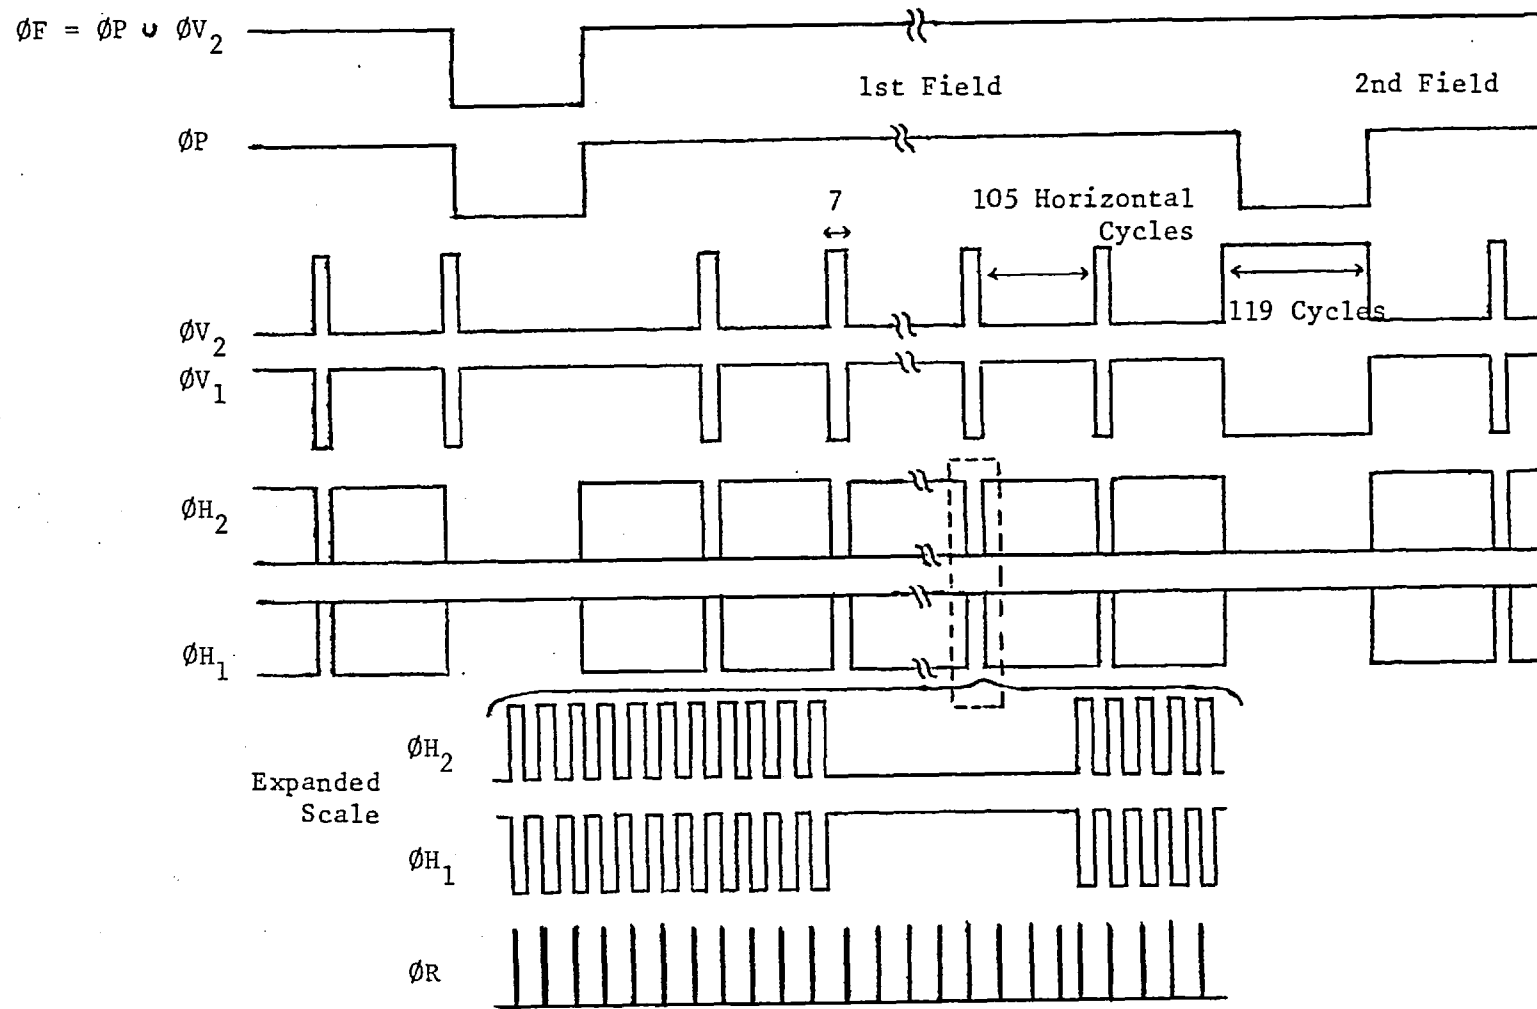 ØF = ØP ∪ ØV2
1st Field
2nd Field
ØP
7
105 Horizontal
Cycles
119 Cycles
ØV2
ØV1
ØH2
ØH1
Expanded
Scale
ØH2
ØH1
ØR